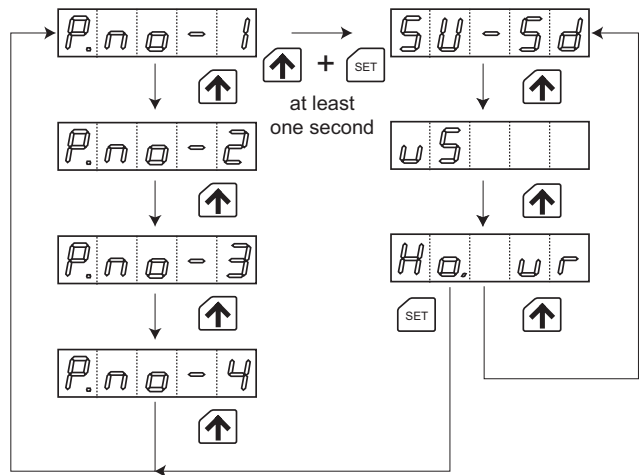 P.no-1
SET
+
at least
one second
SU-Sd
P.no-2
uS
P.no-3
Ho. ur
SET
P.no-4